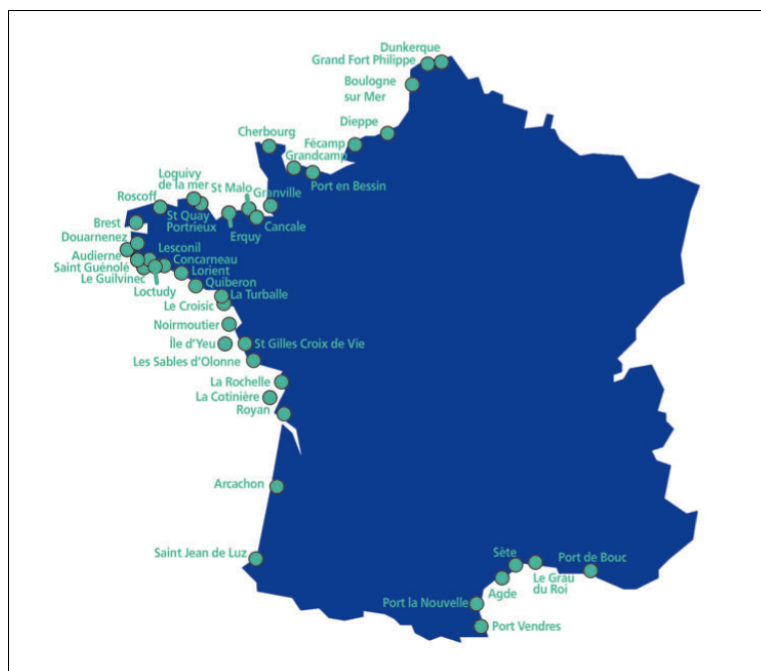 Dunkerque
Grand Fort Philippe
Boulogne
sur Mer
Dieppe
Cherbourg
Fécamp
Grandcamp
Port en Bessin
Loguivy
de la mer
St Malo
Granville
Roscoff
St Quay
Portrieux
Cancale
Brest
Erquy
Douarnenez
Audierne
Lesconil
Saint Guénolé
Concarneau
Le Guilvinec
Lorient
Loctudy
Quiberon
La Turballe
Le Croisic
Noirmoutier
Île d'Yeu
St Gilles Croix de Vie
Les Sables d'Olonne
La Rochelle
La Cotinière
Royan
Arcachon
Saint Jean de Luz
Sète
Port de Bouc
Le Grau
du Roi
Agde
Port la Nouvelle
Port Vendres